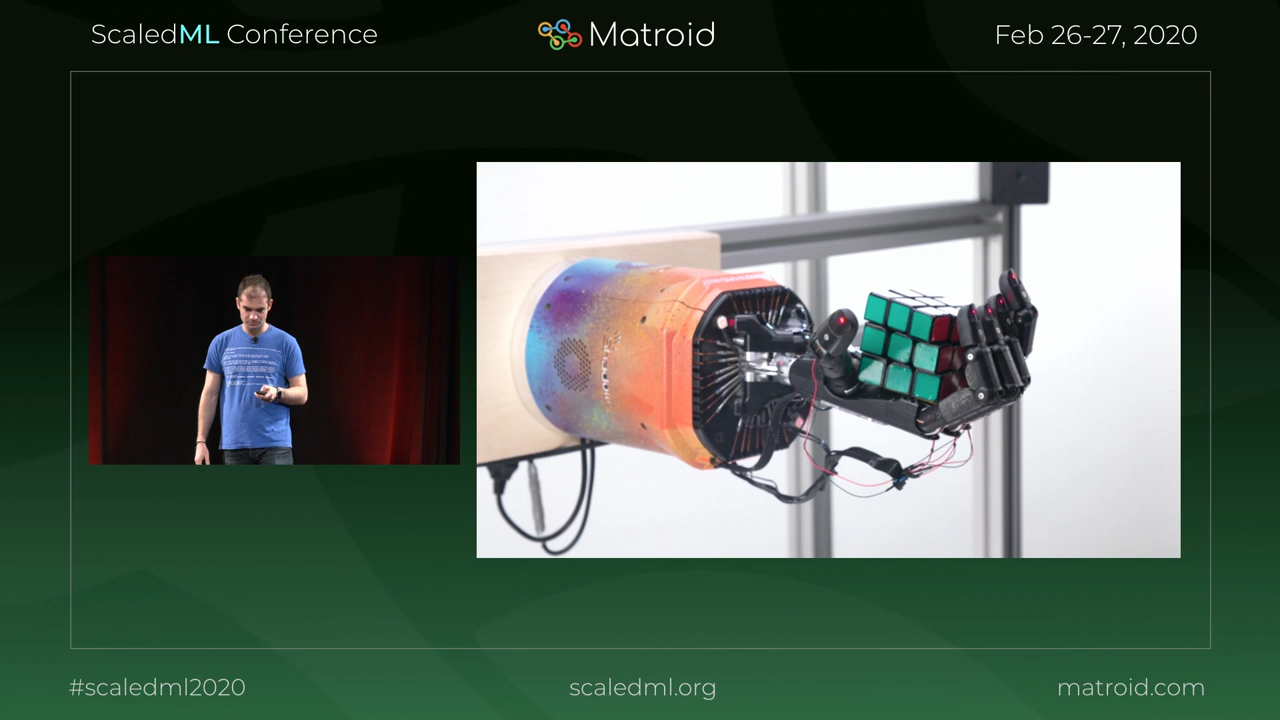 ScaledML Conference
Matroid
Feb 26-27, 2020
#scaledml2020
scaledml.org
matroid.com